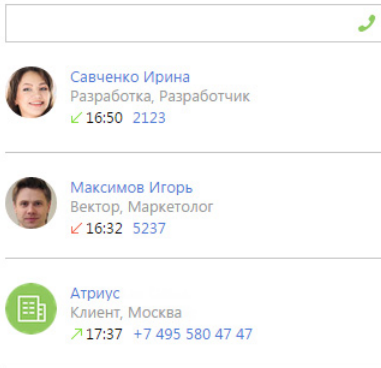 Савченко Ирина
Разработка, Разработчик
16:50 2123
Максимов Игорь
Вектор, Маркетолог
16:32 5237
Атриус
Клиент, Москва
17:37 +7 495 580 47 47